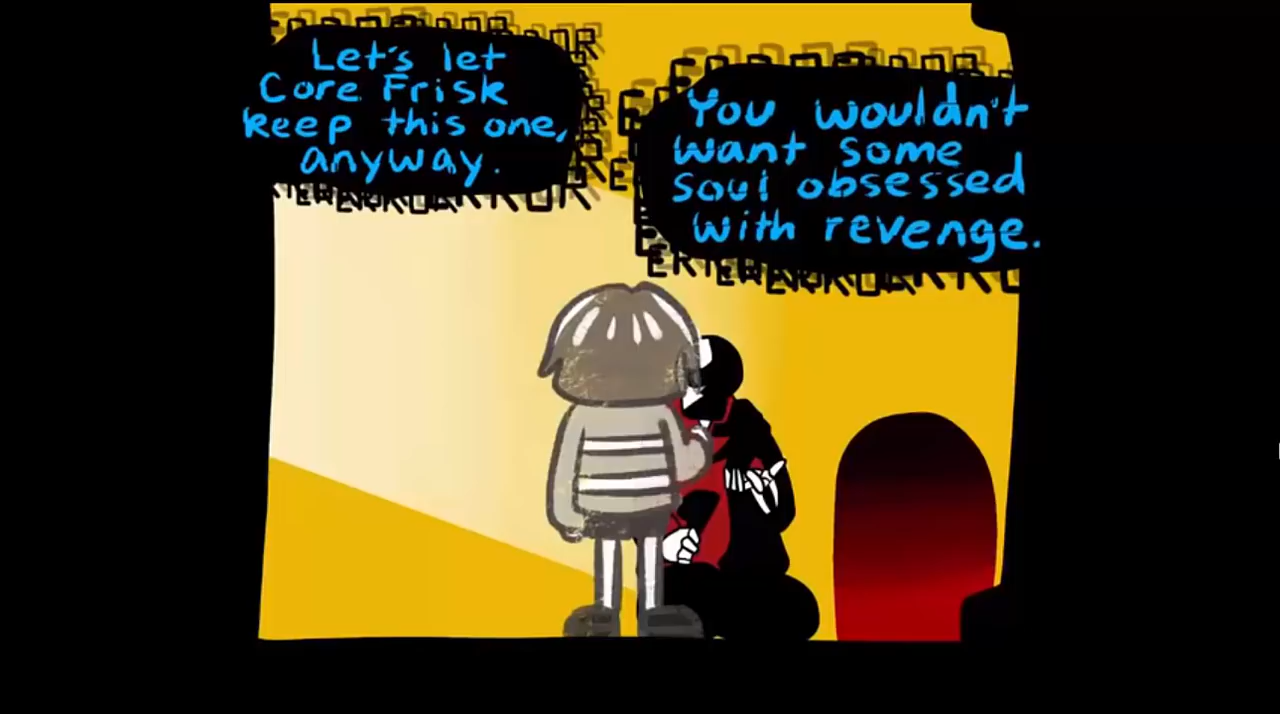 Let's let
Core Frisk
keep this one,
anyway.
You wouldn't
want some
soul obsessed
with revenge.